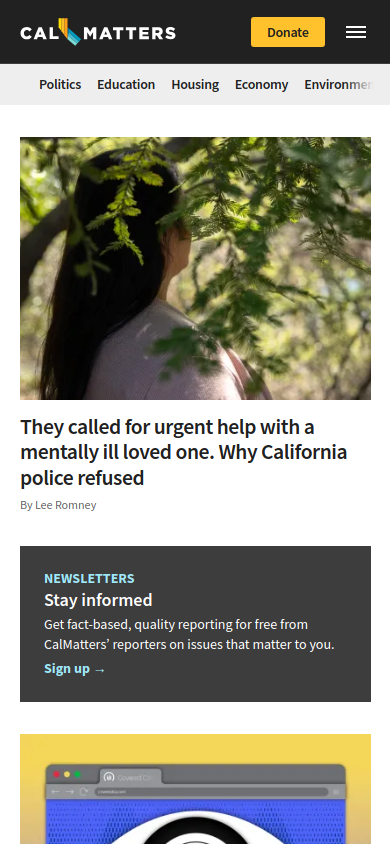 CAL MATTERS
Donate
Politics Education Housing Economy Environmen
They called for urgent help with a
mentally ill loved one. Why California
police refused
By Lee Romney
NEWSLETTERS
Stay informed
Get fact-based, quality reporting for free from
CalMatters’ reporters on issues that matter to you.
Sign up →
Covered Ca